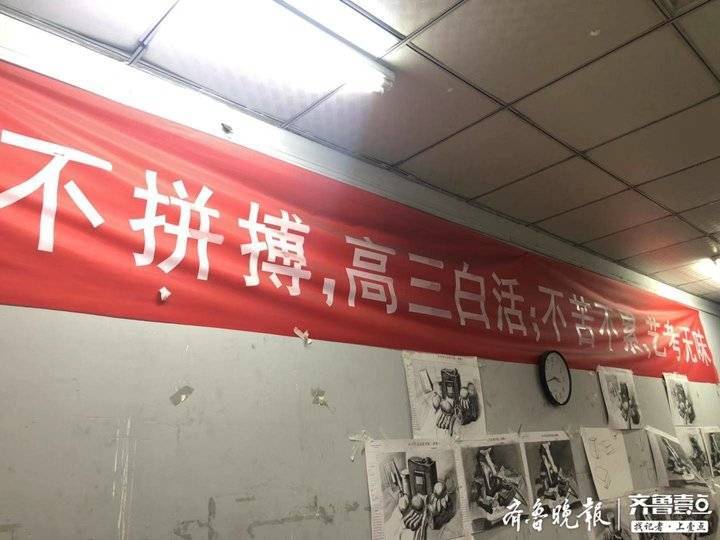 不拼搏,高三白活;不苦不累,艺考无味
齐鲁晚报
齐鲁壹点
找记者·上壹点